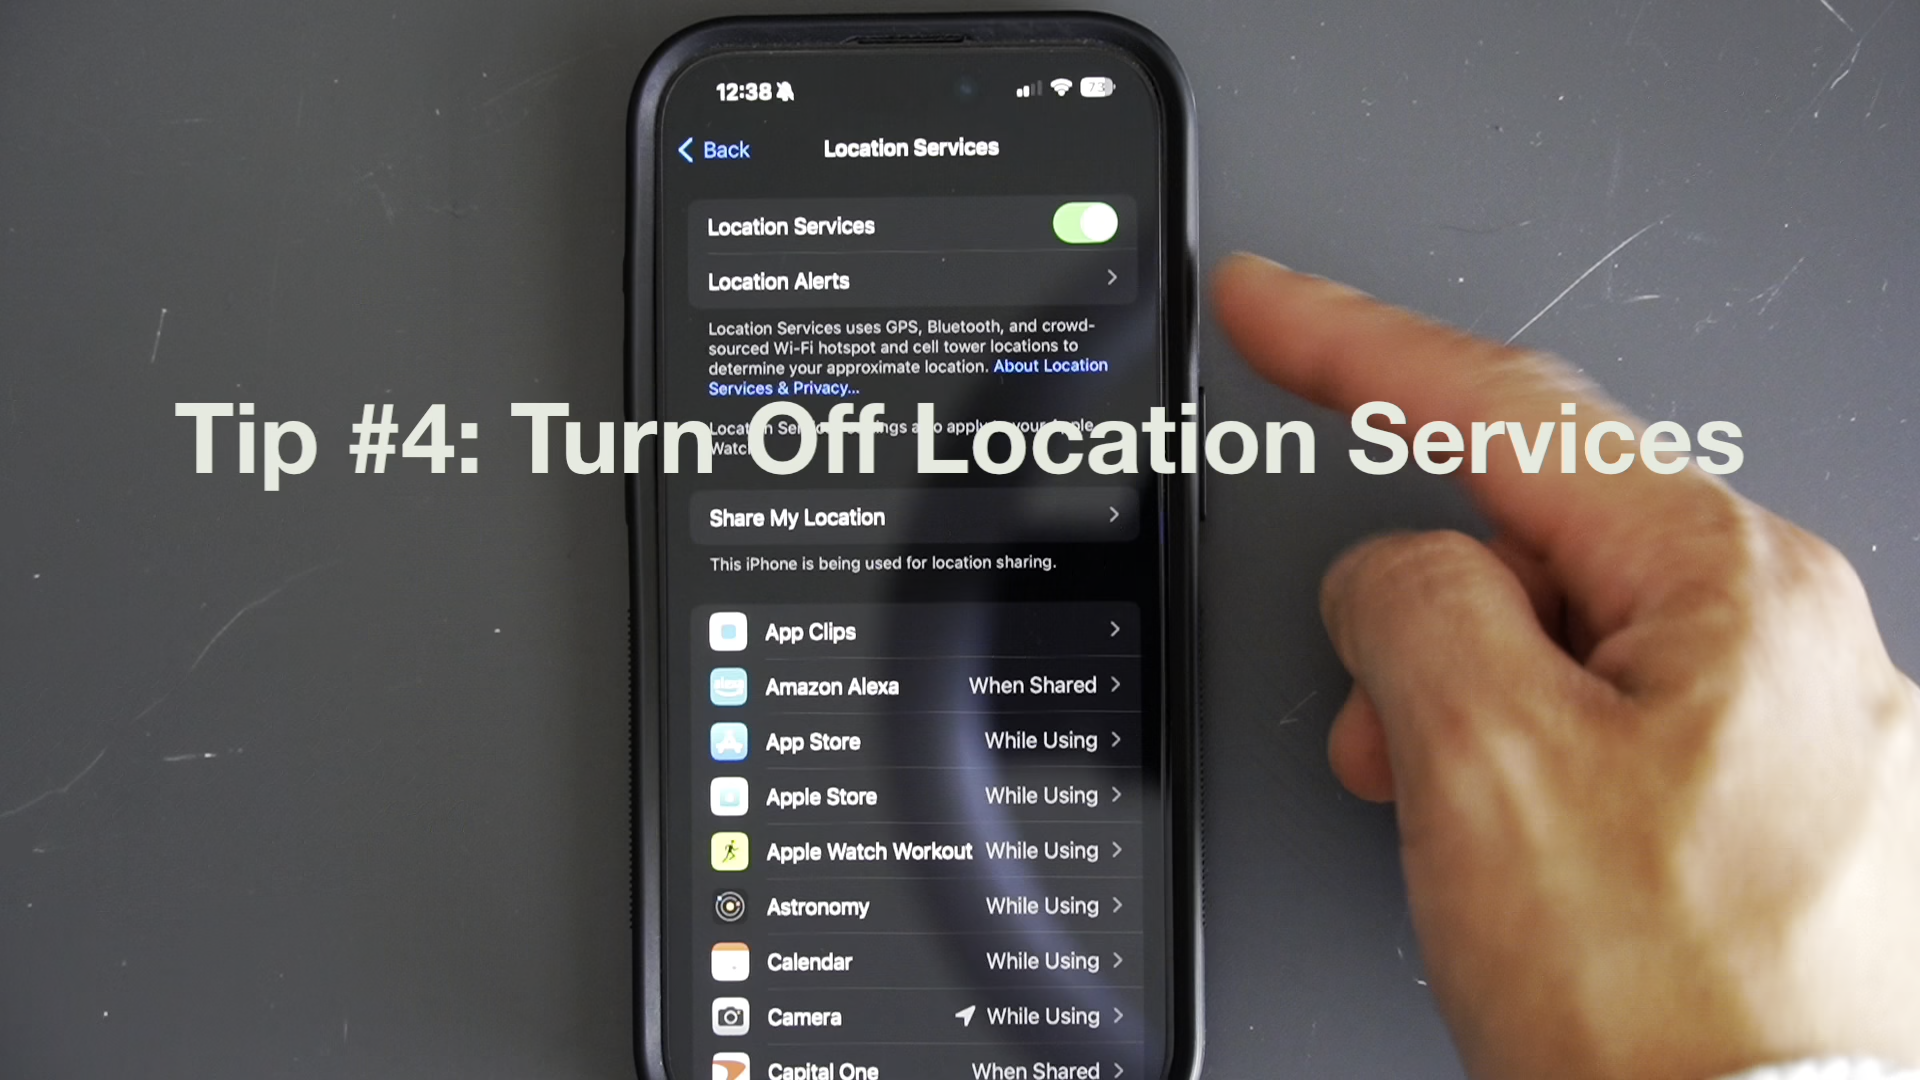 12:38
73
Back
Location Services
Location Services
Location Alerts
Location Services uses GPS, Bluetooth, and crowd-
sourced Wi-Fi hotspot and cell tower locations to
determine your approximate location. About Location
Services & Privacy...
Tip #4: Turn Off Location Services
Share My Location
This iPhone is being used for location sharing.
App Clips
alexa
Amazon Alexa When Shared
App Store While Using
Apple Store While Using
Apple Watch Workout While Using
Astronomy While Using
Calendar While Using
Camera While Using
Capital One When Shared